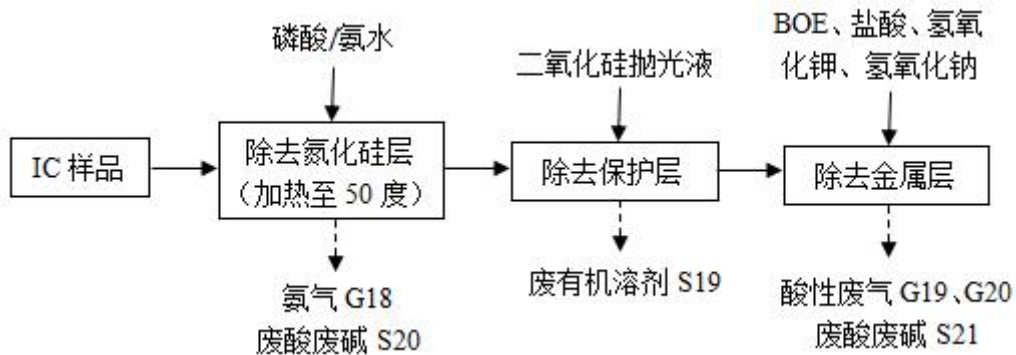 磷酸/氨水
二氧化硅抛光液
BOE、盐酸、氢氧
化钾、氢氧化钠
IC 样品
除去氮化硅层
（加热至 50 度）
除去保护层
除去金属层
氨气 G18
废酸废碱 S20
废有机溶剂 S19
酸性废气 G19、G20
废酸废碱 S21